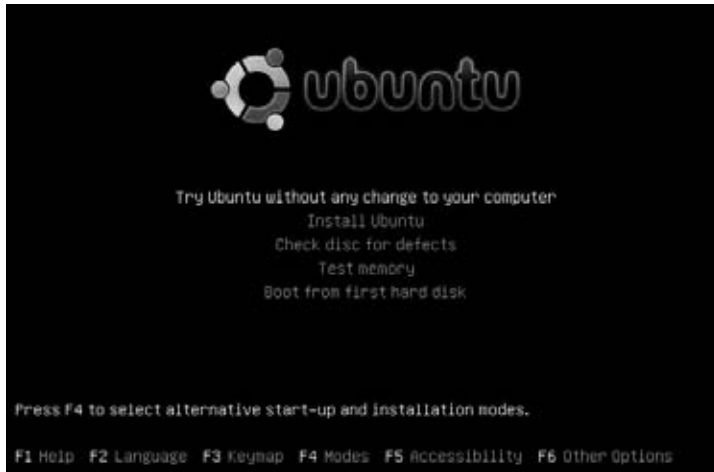 ubuntu
Try Ubuntu without any change to your computer
Install Ubuntu
Check disc for defects
Test memory
Boot from first hard disk
Press F4 to select alternative start-up and installation modes.
F1 Help F2 Language F3 Keymap F4 Modes F5 Accessibility F6 Other Options